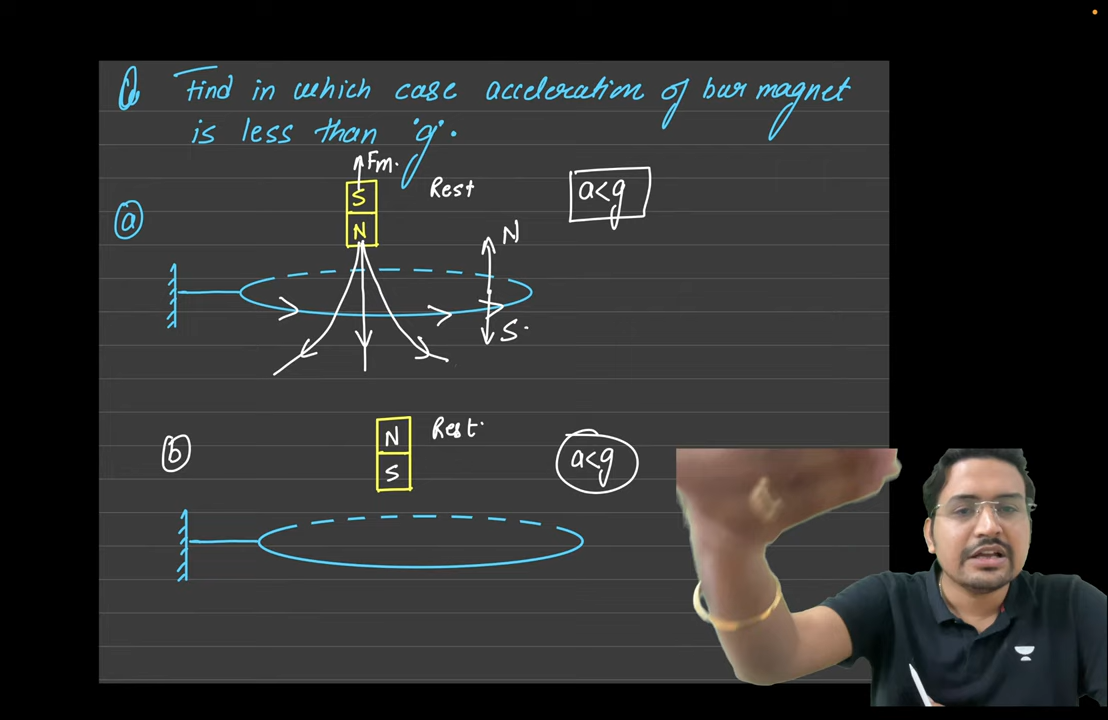 Q Find in which case acceleration of bar magnet
is less than 'g'.
Fm.
S
Rest
a<g
a
N
N
S.
b
N
Rest.
a<g
S